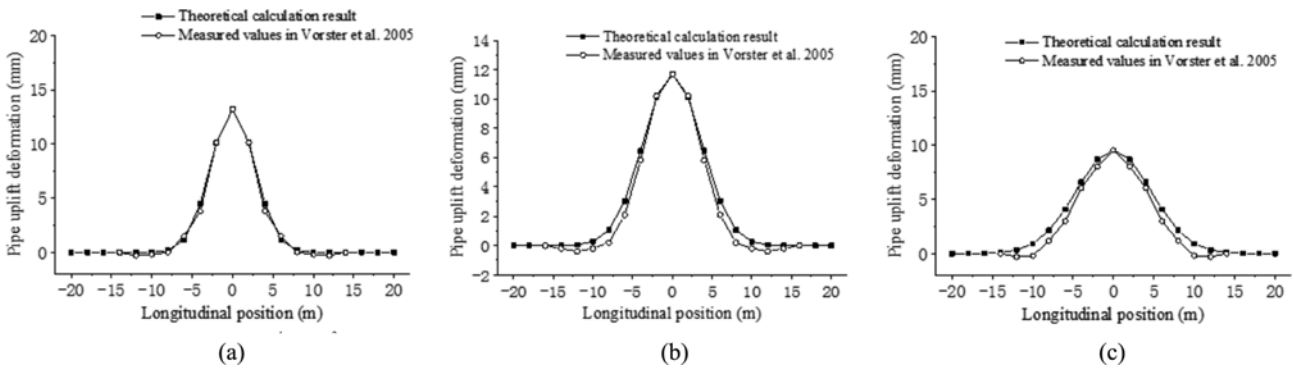 Theoretical calculation result
Measured values in Vorster et al. 2005
Pipe uplift deformation (mm)
20
15
10
5
0
−20 −15 −10 −5 0 5 10 15 20
Longitudinal position (m)
(a)
Theoretical calculation result
Measured values in Vorster et al. 2005
Pipe uplift deformation (mm)
14
12
10
8
6
4
2
0
−2
−20 −15 −10 −5 0 5 10 15 20
Longitudinal position (m)
(b)
Theoretical calculation result
Measured values in Vorster et al. 2005
Pipe uplift deformation (mm)
20
15
10
5
0
−20 −15 −10 −5 0 5 10 15 20
Longitudinal position (m)
(c)